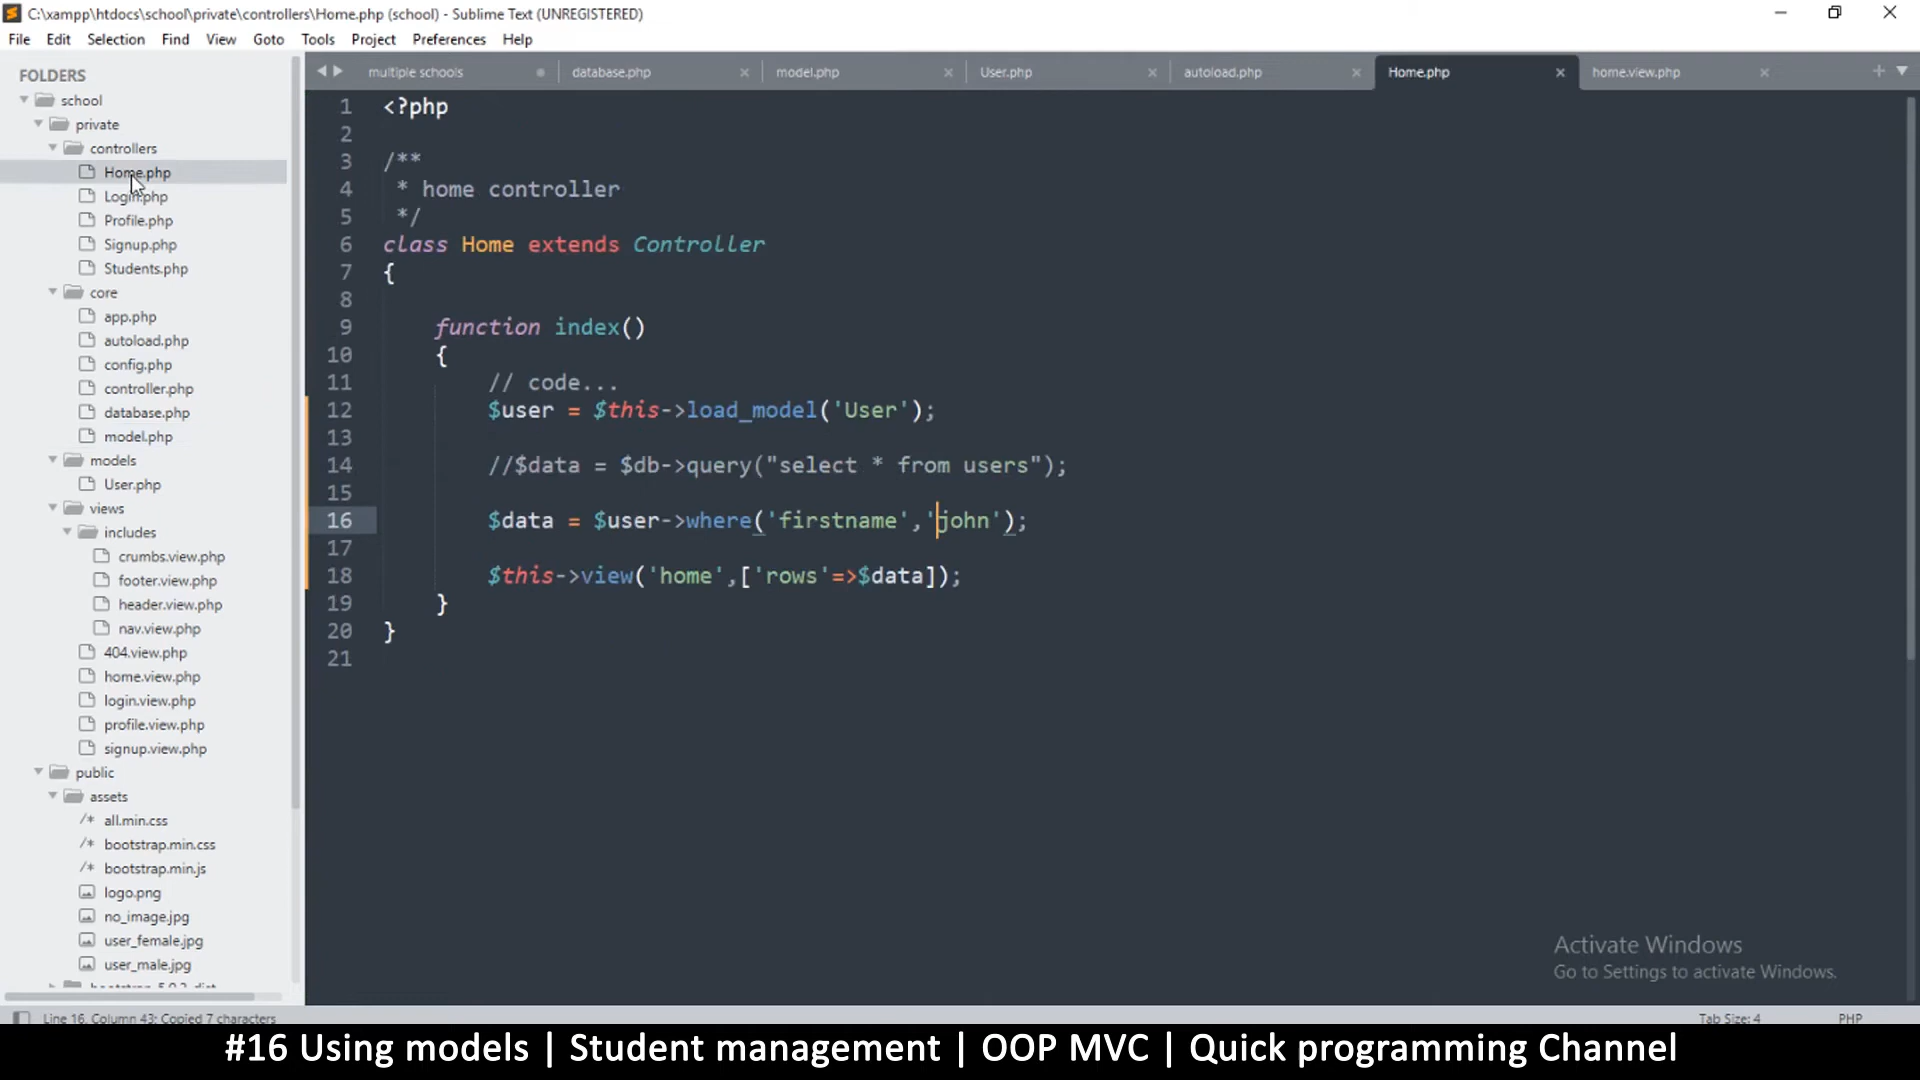 C:\xampp\htdocs\school\private\controllers\Home.php (school) - Sublime Text (UNREGISTERED)
File Edit Selection Find View Goto Tools Project Preferences Help
FOLDERS
school
private
controllers
Home.php
Login.php
Profile.php
Signup.php
Students.php
core
app.php
autoload.php
config.php
controller.php
database.php
model.php
models
User.php
views
includes
crumbs.view.php
footer.view.php
header.view.php
nav.view.php
404.view.php
home.view.php
login.view.php
profile.view.php
signup.view.php
public
assets
/* all.min.css
/* bootstrap.min.css
/* bootstrap.min.js
logo.png
no_image.jpg
user_female.jpg
user_male.jpg
multiple schools database.php model.php User.php autoload.php Home.php home.view.php
1 <?php
2
3 /**
4 * home controller
5 */
6 class Home extends Controller
7 {
8
9 function index()
10 {
11 // code...
12 $user = $this->load_model('User');
13
14 //$data = $db->query("select * from users");
15
16 $data = $user->where('firstname','john');
17
18 $this->view('home',['rows'=>$data]);
19 }
20 }
21
Activate Windows
Go to Settings to activate Windows.
Line 16, Column 43; Copied 7 characters Tab Size: 4 PHP
#16 Using models | Student management | OOP MVC | Quick programming Channel